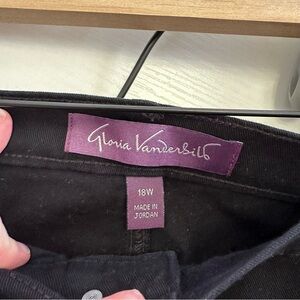 Gloria Vanderbilt
18W
MADE IN
JORDAN